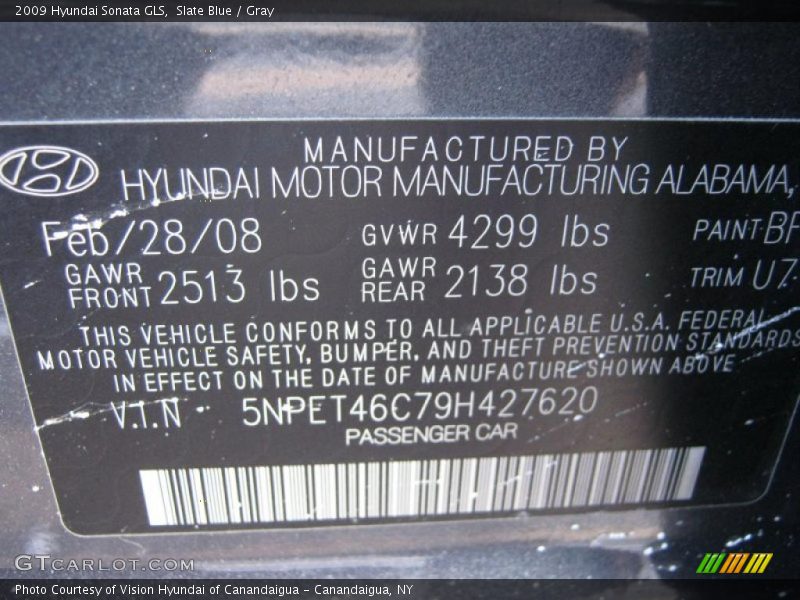 2009 Hyundai Sonata GLS, Slate Blue / Gray
MANUFACTURED BY
HYUNDAI MOTOR MANUFACTURING ALABAMA,
Feb/28/08 GVWR 4299 lbs PAINT BF
GAWR FRONT 2513 lbs GAWR REAR 2138 lbs TRIM UZ
THIS VEHICLE CONFORMS TO ALL APPLICABLE U.S.A. FEDERAL
MOTOR VEHICLE SAFETY, BUMPER, AND THEFT PREVENTION STANDARDS
IN EFFECT ON THE DATE OF MANUFACTURE SHOWN ABOVE
V.I.N 5NPET46C79H427620
PASSENGER CAR
GTCARLOT.COM
Photo Courtesy of Vision Hyundai of Canandaigua - Canandaigua, NY